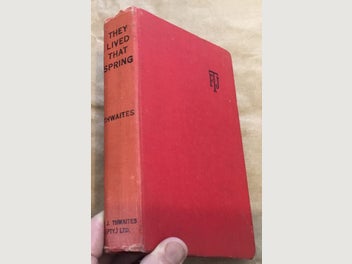 THEY
LIVED
THAT
SPRING
THWAITES
J. THWAITES
(PTY.) LTD.